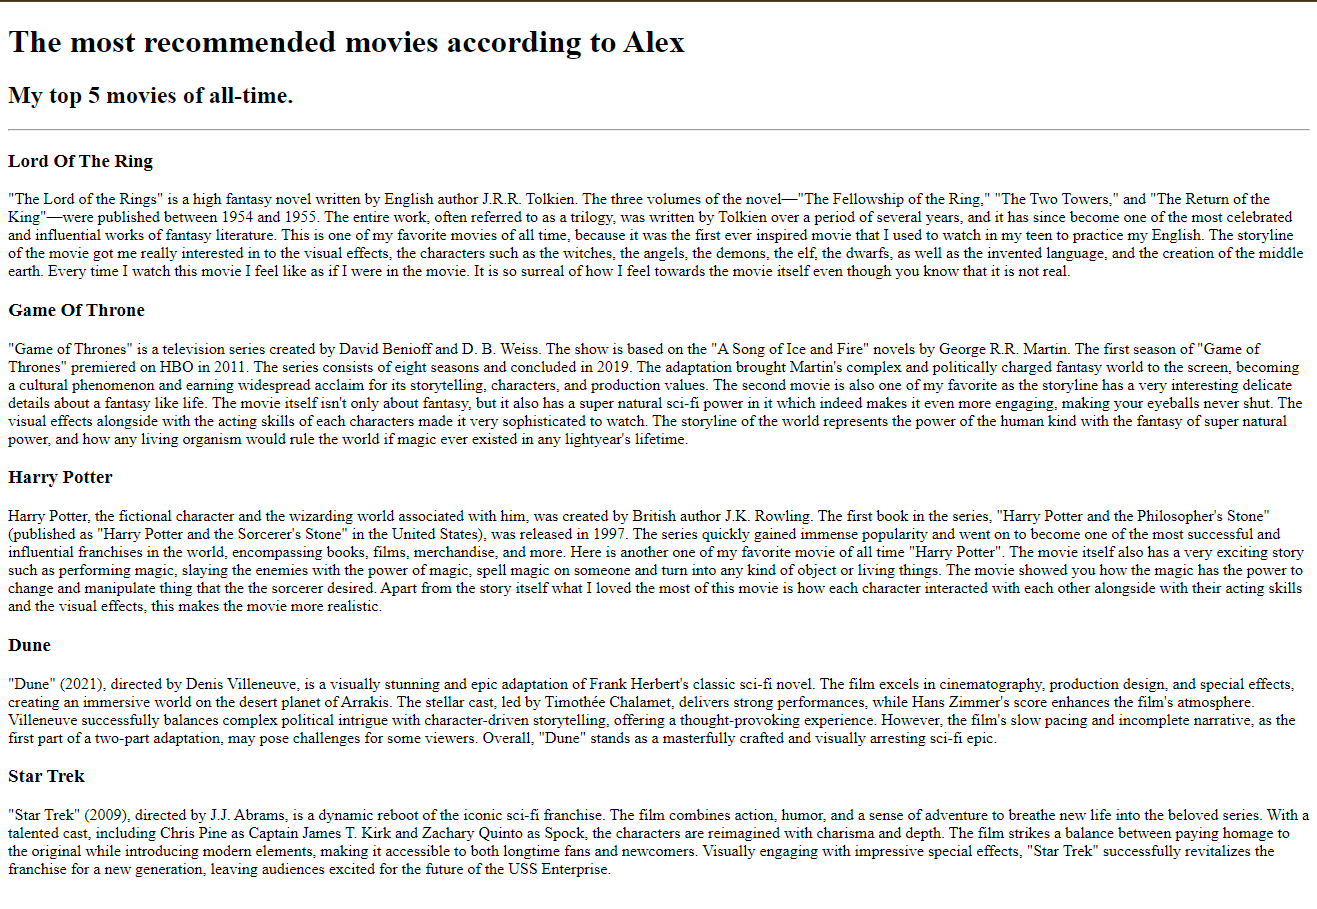 The most recommended movies according to Alex
My top 5 movies of all-time.
Lord Of The Ring
"The Lord of the Rings" is a high fantasy novel written by English author J.R.R. Tolkien. The three volumes of the novel—"The Fellowship of the Ring," "The Two Towers," and "The Return of the
King"—were published between 1954 and 1955. The entire work, often referred to as a trilogy, was written by Tolkien over a period of several years, and it has since become one of the most celebrated
and influential works of fantasy literature. This is one of my favorite movies of all time, because it was the first ever inspired movie that I used to watch in my teen to practice my English. The storyline
of the movie got me really interested in to the visual effects, the characters such as the witches, the angels, the demons, the elf, the dwarfs, as well as the invented language, and the creation of the middle
earth. Every time I watch this movie I feel like as if I were in the movie. It is so surreal of how I feel towards the movie itself even though you know that it is not real.
Game Of Throne
"Game of Thrones" is a television series created by David Benioff and D. B. Weiss. The show is based on the "A Song of Ice and Fire" novels by George R.R. Martin. The first season of "Game of
Thrones" premiered on HBO in 2011. The series consists of eight seasons and concluded in 2019. The adaptation brought Martin's complex and politically charged fantasy world to the screen, becoming
a cultural phenomenon and earning widespread acclaim for its storytelling, characters, and production values. The second movie is also one of my favorite as the storyline has a very interesting delicate
details about a fantasy like life. The movie itself isn't only about fantasy, but it also has a super natural sci-fi power in it which indeed makes it even more engaging, making your eyeballs never shut. The
visual effects alongside with the acting skills of each characters made it very sophisticated to watch. The storyline of the world represents the power of the human kind with the fantasy of super natural
power, and how any living organism would rule the world if magic ever existed in any lightyear's lifetime.
Harry Potter
Harry Potter, the fictional character and the wizarding world associated with him, was created by British author J.K. Rowling. The first book in the series, "Harry Potter and the Philosopher's Stone"
(published as "Harry Potter and the Sorcerer's Stone" in the United States), was released in 1997. The series quickly gained immense popularity and went on to become one of the most successful and
influential franchises in the world, encompassing books, films, merchandise, and more. Here is another one of my favorite movie of all time "Harry Potter". The movie itself also has a very exciting story
such as performing magic, slaying the enemies with the power of magic, spell magic on someone and turn into any kind of object or living things. The movie showed you how the magic has the power to
change and manipulate thing that the the sorcerer desired. Apart from the story itself what I loved the most of this movie is how each character interacted with each other alongside with their acting skills
and the visual effects, this makes the movie more realistic.
Dune
"Dune" (2021), directed by Denis Villeneuve, is a visually stunning and epic adaptation of Frank Herbert's classic sci-fi novel. The film excels in cinematography, production design, and special effects,
creating an immersive world on the desert planet of Arrakis. The stellar cast, led by Timothée Chalamet, delivers strong performances, while Hans Zimmer's score enhances the film's atmosphere.
Villeneuve successfully balances complex political intrigue with character-driven storytelling, offering a thought-provoking experience. However, the film's slow pacing and incomplete narrative, as the
first part of a two-part adaptation, may pose challenges for some viewers. Overall, "Dune" stands as a masterfully crafted and visually arresting sci-fi epic.
Star Trek
"Star Trek" (2009), directed by J.J. Abrams, is a dynamic reboot of the iconic sci-fi franchise. The film combines action, humor, and a sense of adventure to breathe new life into the beloved series. With a
talented cast, including Chris Pine as Captain James T. Kirk and Zachary Quinto as Spock, the characters are reimagined with charisma and depth. The film strikes a balance between paying homage to
the original while introducing modern elements, making it accessible to both longtime fans and newcomers. Visually engaging with impressive special effects, "Star Trek" successfully revitalizes the
franchise for a new generation, leaving audiences excited for the future of the USS Enterprise.